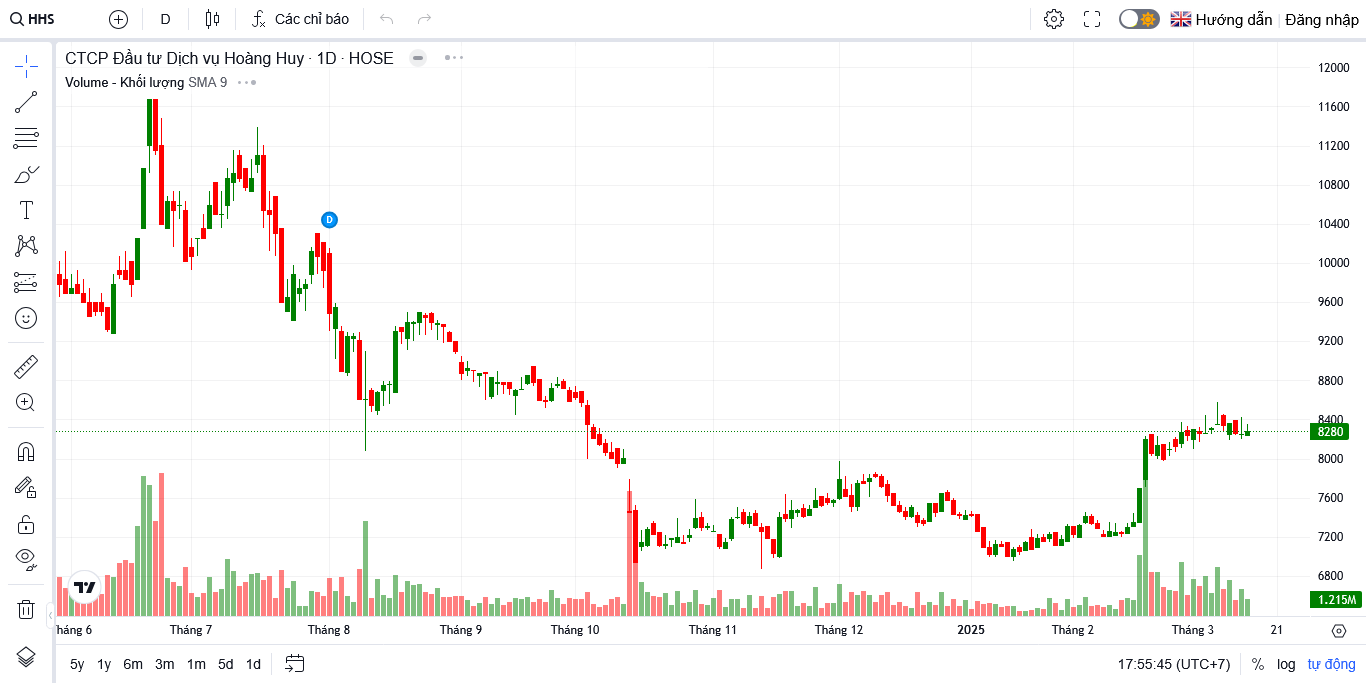 HHS D Các chỉ báo Hướng dẫn Đăng nhập
CTCP Đầu tư Dịch vụ Hoàng Huy · 1D · HOSE
Volume - Khối lượng SMA 9
D
12000
11600
11200
10800
10400
10000
9600
9200
8800
8400
8280
8000
7600
7200
6800
1.215M
háng 6 Tháng 7 Tháng 8 Tháng 9 Tháng 10 Tháng 11 Tháng 12 2025 Tháng 2 Tháng 3 21
5y 1y 6m 3m 1m 5d 1d 17:55:45 (UTC+7) % log tự động